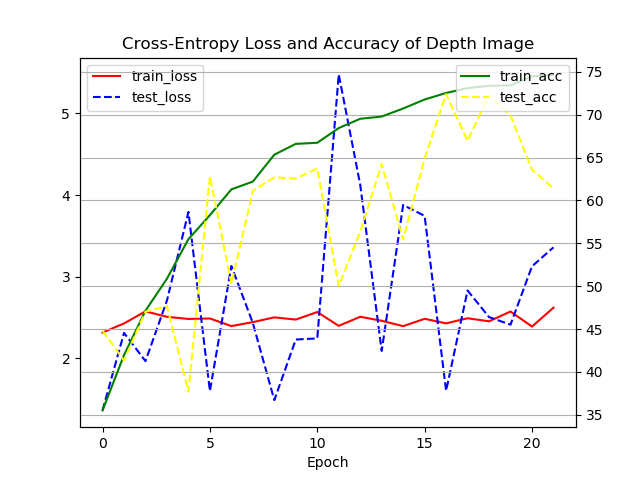 Cross-Entropy Loss and Accuracy of Depth Image
train_loss
test_loss
train_acc
test_acc
5
4
3
2
75
70
65
60
55
50
45
40
35
0 5 10 15 20
Epoch